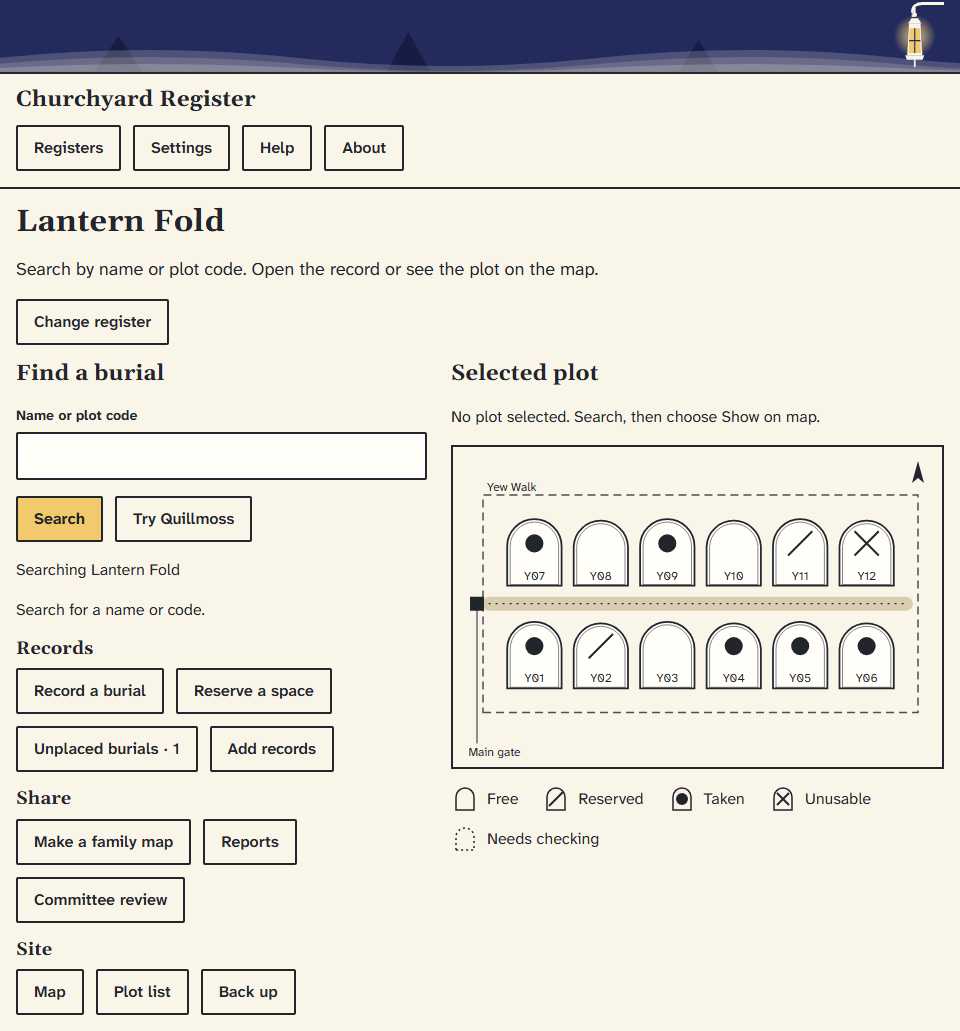 Churchyard Register
Registers Settings Help About
Lantern Fold
Search by name or plot code. Open the record or see the plot on the map.
Change register
Find a burial
Name or plot code
Search Try Quillmoss
Searching Lantern Fold
Search for a name or code.
Records
Record a burial Reserve a space
Unplaced burials · 1 Add records
Share
Make a family map Reports
Committee review
Site
Map Plot list Back up
Selected plot
No plot selected. Search, then choose Show on map.
Yew Walk
Y07 Y08 Y09 Y10 Y11 Y12
Y01 Y02 Y03 Y04 Y05 Y06
Main gate
Free Reserved Taken Unusable
Needs checking